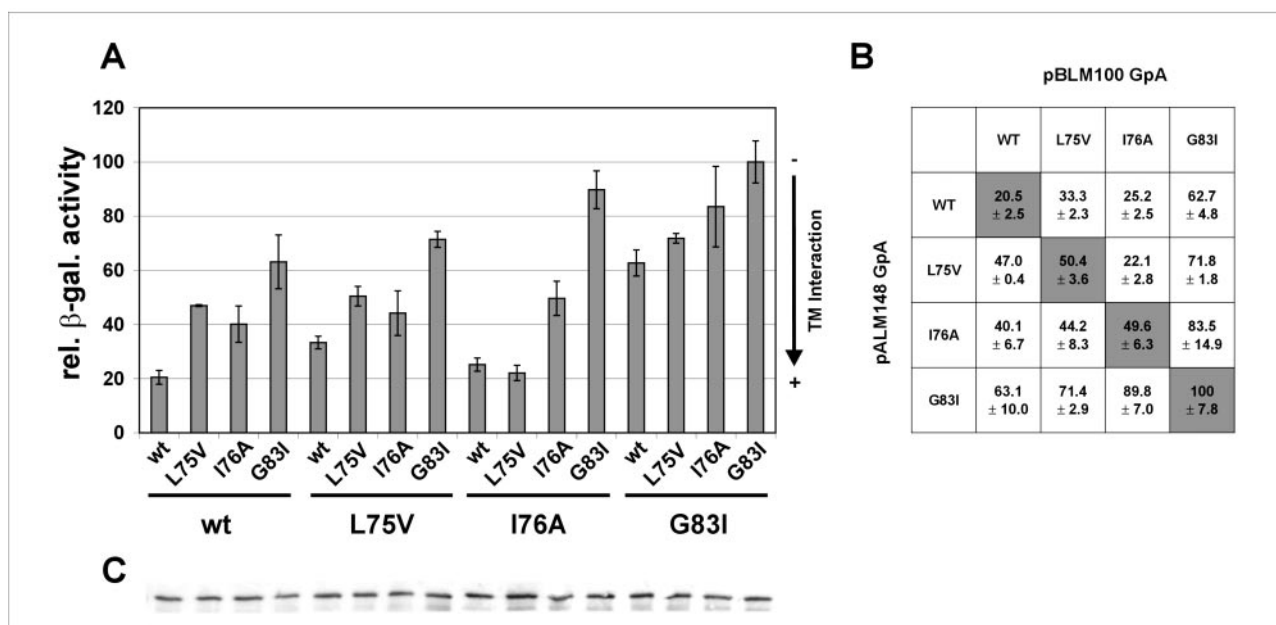 A
rel. β-gal. activity
120
100
80
60
40
20
0
wt L75V I76A G83I wt L75V I76A G83I wt L75V I76A G83I wt L75V I76A G83I
wt L75V I76A G83I
-
TM Interaction
+
B
pBLM100 GpA
pALM148 GpA
WT L75V I76A G83I
WT 20.5 ± 2.5 33.3 ± 2.3 25.2 ± 2.5 62.7 ± 4.8
L75V 47.0 ± 0.4 50.4 ± 3.6 22.1 ± 2.8 71.8 ± 1.8
I76A 40.1 ± 6.7 44.2 ± 8.3 49.6 ± 6.3 83.5 ± 14.9
G83I 63.1 ± 10.0 71.4 ± 2.9 89.8 ± 7.0 100 ± 7.8
C